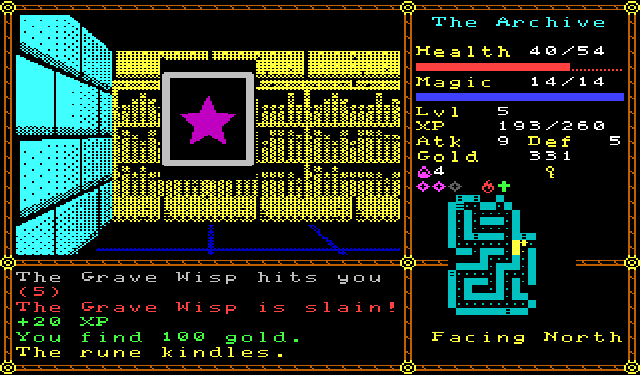 The Archive
Health 40/54
Magic 14/14
Lvl 5
XP 193/260
Atk 9 Def 5
Gold 331
4
The Grave Wisp hits you
(5)
The Grave Wisp is slain!
+20 XP
You find 100 gold.
The rune kindles.
Facing North